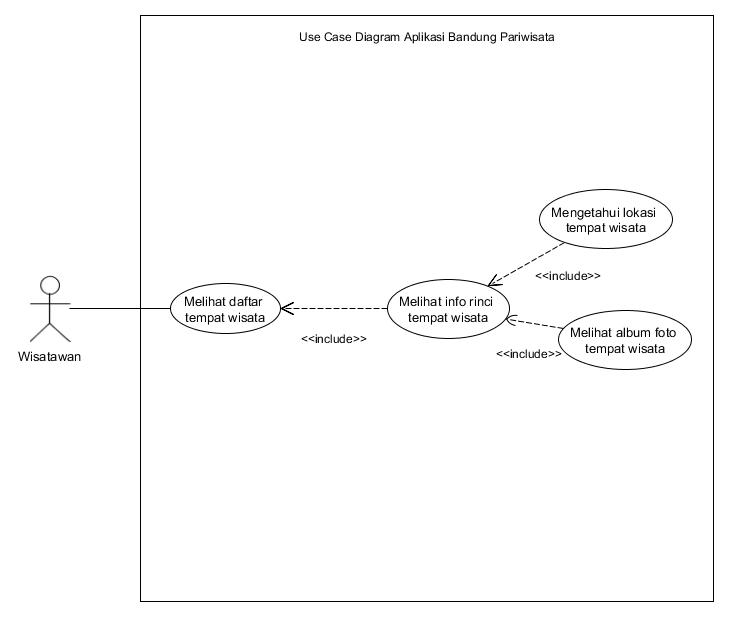 Use Case Diagram Aplikasi Bandung Pariwisata
Mengetahui lokasi
tempat wisata
<<include>>
Melihat daftar
tempat wisata
Melihat info rinci
tempat wisata
<<include>>
Melihat album foto
tempat wisata
<<include>>
Wisatawan